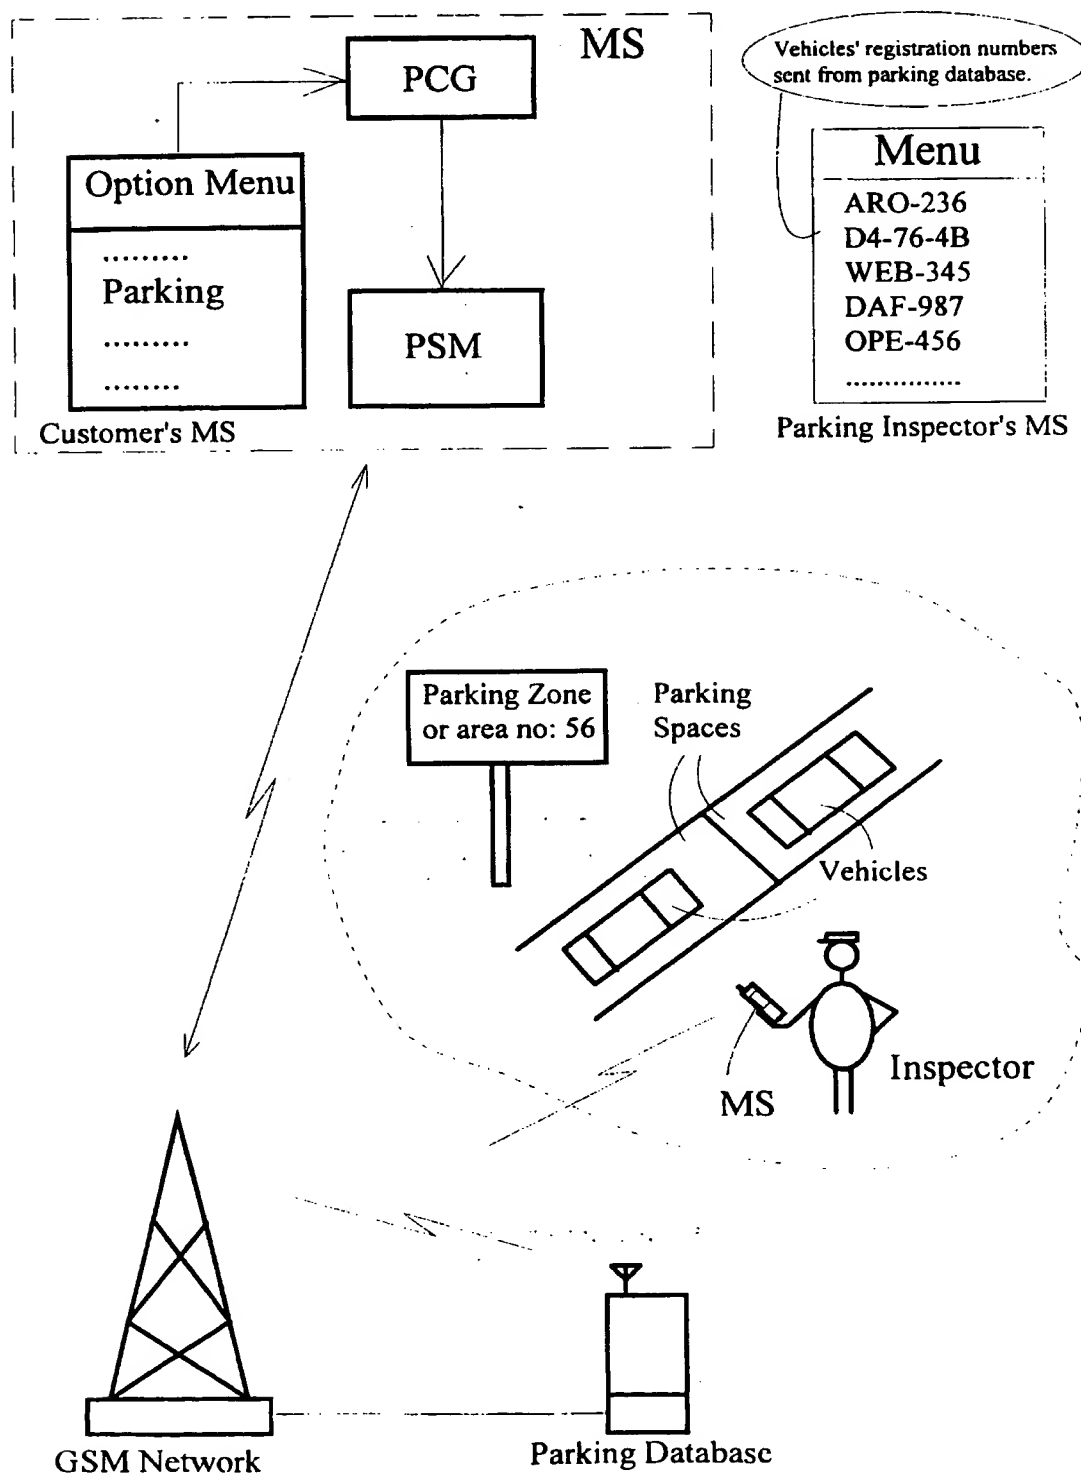 MS
PCG
Option Menu
.........
Parking
.........
........
PSM
Customer's MS
Vehicles' registration numbers
sent from parking database.
Menu
ARO-236
D4-76-4B
WEB-345
DAF-987
OPE-456
...............
Parking Inspector's MS
Parking Zone
or area no: 56
Parking
Spaces
Vehicles
MS
Inspector
GSM Network
Parking Database